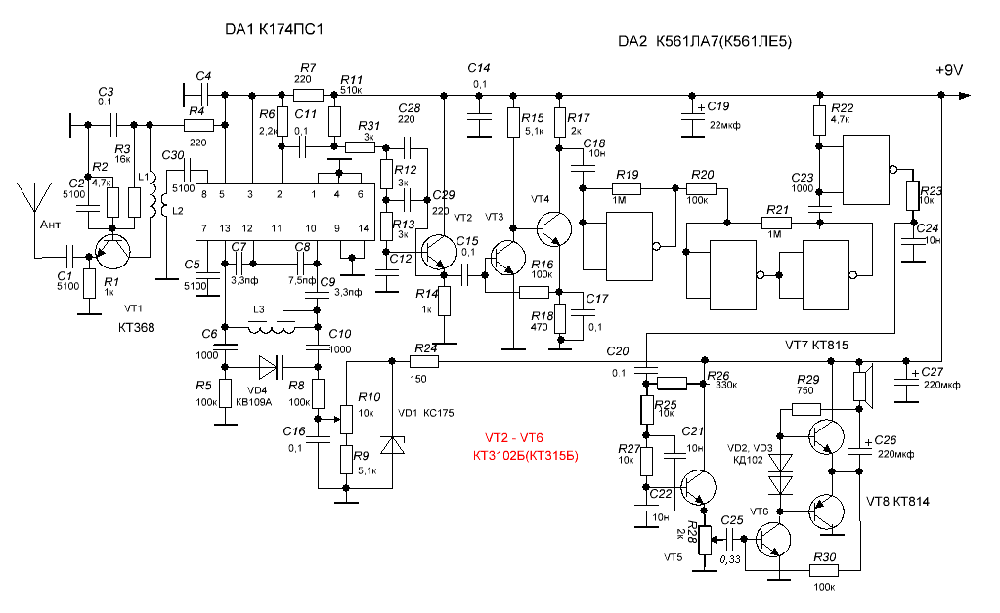 DA1 К174ПС1
DA2 К561ЛА7(К561ЛЕ5)
+9V
C4
R7
220
R11
510к
C14
0,1
C3
0.1
R4
220
R6
2,2к
C11
0,1
C28
220
R31
3к
R15
5,1к
R17
2к
C19
+
22мкф
R22
4,7к
R3
16к
C30
5100
R2
4,7к
C2
5100
L1
L2
R12
3к
C18
10н
C29
220
R19
1М
R20
100к
C23
1000
R23
10к
8 5 3 2 1 4 6
7 13 12 11 10 9 14
Ант
R13
3к
VT2
VT3
VT4
R21
1М
C24
10н
C1
5100
R1
1к
VT1
КТ368
C5
5100
C7
3,3пф
C8
7,5пф
C9
3,3пф
C12
C15
0,1
R14
1к
R16
100к
R18
470
C17
0,1
L3
C6
1000
C10
1000
R24
150
VT7 КТ815
R5
100к
VD4
КВ109А
R8
100к
R10
10к
C20
0.1
R26
330к
R29
750
C27
+
220мкф
VD1 КС175
R25
10к
C16
0,1
R9
5,1к
VT2 - VT6
КТ3102Б(КТ315Б)
R27
10к
C21
10н
VD2, VD3
КД102
C26
+
220мкф
C22
10н
VT8 КТ814
R28
2к
C25
0,33
VT6
VT5
R30
100к